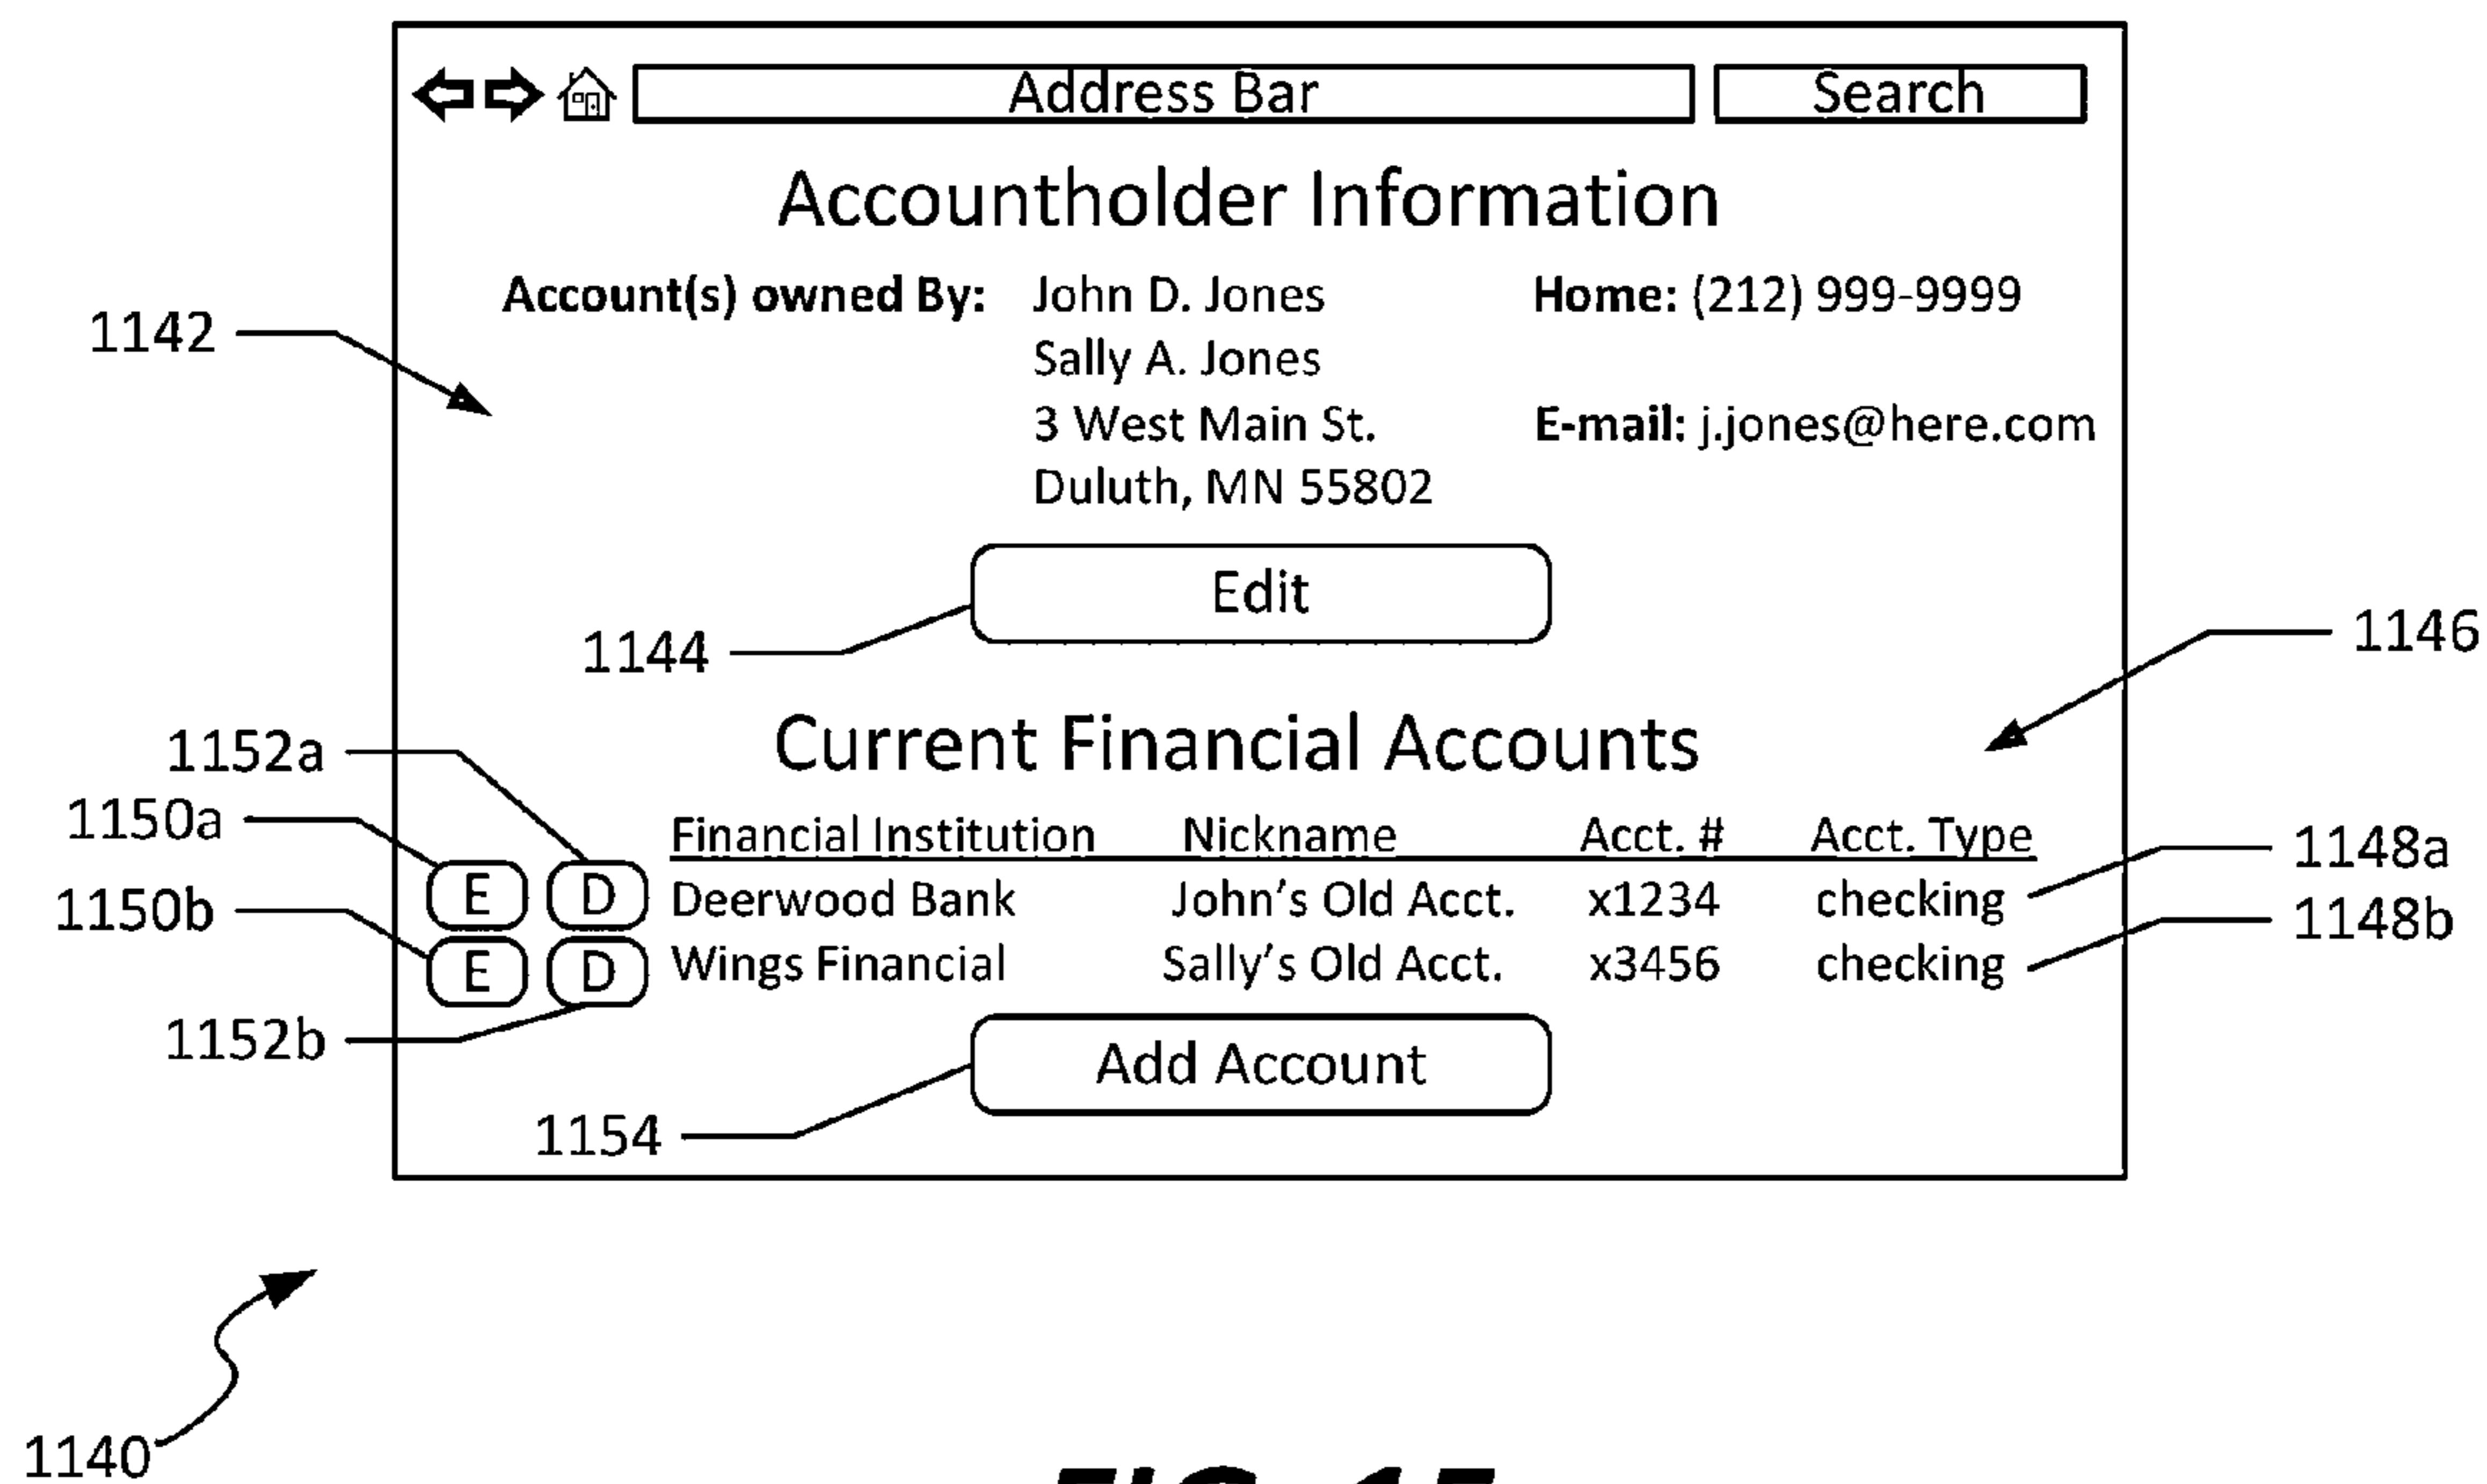 Address Bar Search
Accountholder Information
Account(s) owned By: John D. Jones Home: (212) 999-9999
1142
Sally A. Jones
3 West Main St. E-mail: j.jones@here.com
Duluth, MN 55802
Edit
1144
1146
Current Financial Accounts
1152a
1150a
Financial Institution Nickname Acct. # Acct. Type
1148a
E D Deerwood Bank John's Old Acct. x1234 checking
1150b
1148b
E D Wings Financial Sally's Old Acct. x3456 checking
1152b
Add Account
1154
1140